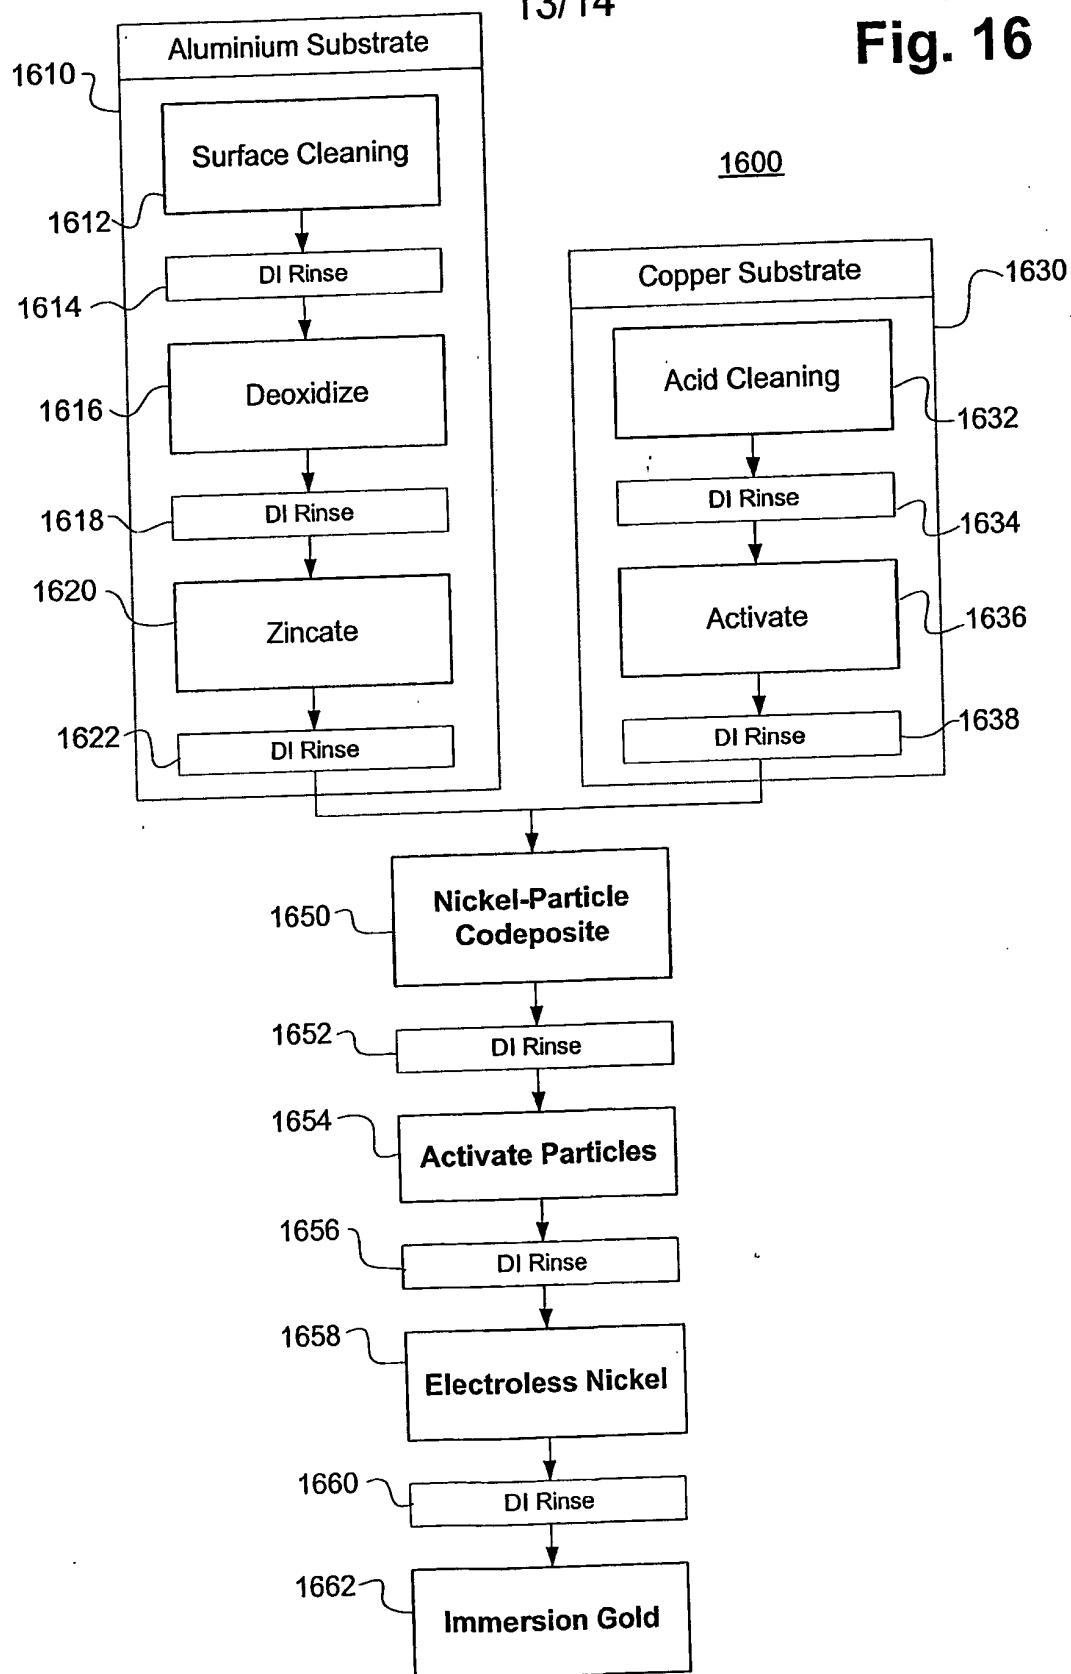 13/14
Fig. 16
1600
Aluminium Substrate
1610
Surface Cleaning
1612
DI Rinse
1614
Deoxidize
1616
DI Rinse
1618
Zincate
1620
DI Rinse
1622
Copper Substrate
1630
Acid Cleaning
1632
DI Rinse
1634
Activate
1636
DI Rinse
1638
Nickel-Particle
Codeposite
1650
DI Rinse
1652
Activate Particles
1654
DI Rinse
1656
Electroless Nickel
1658
DI Rinse
1660
Immersion Gold
1662